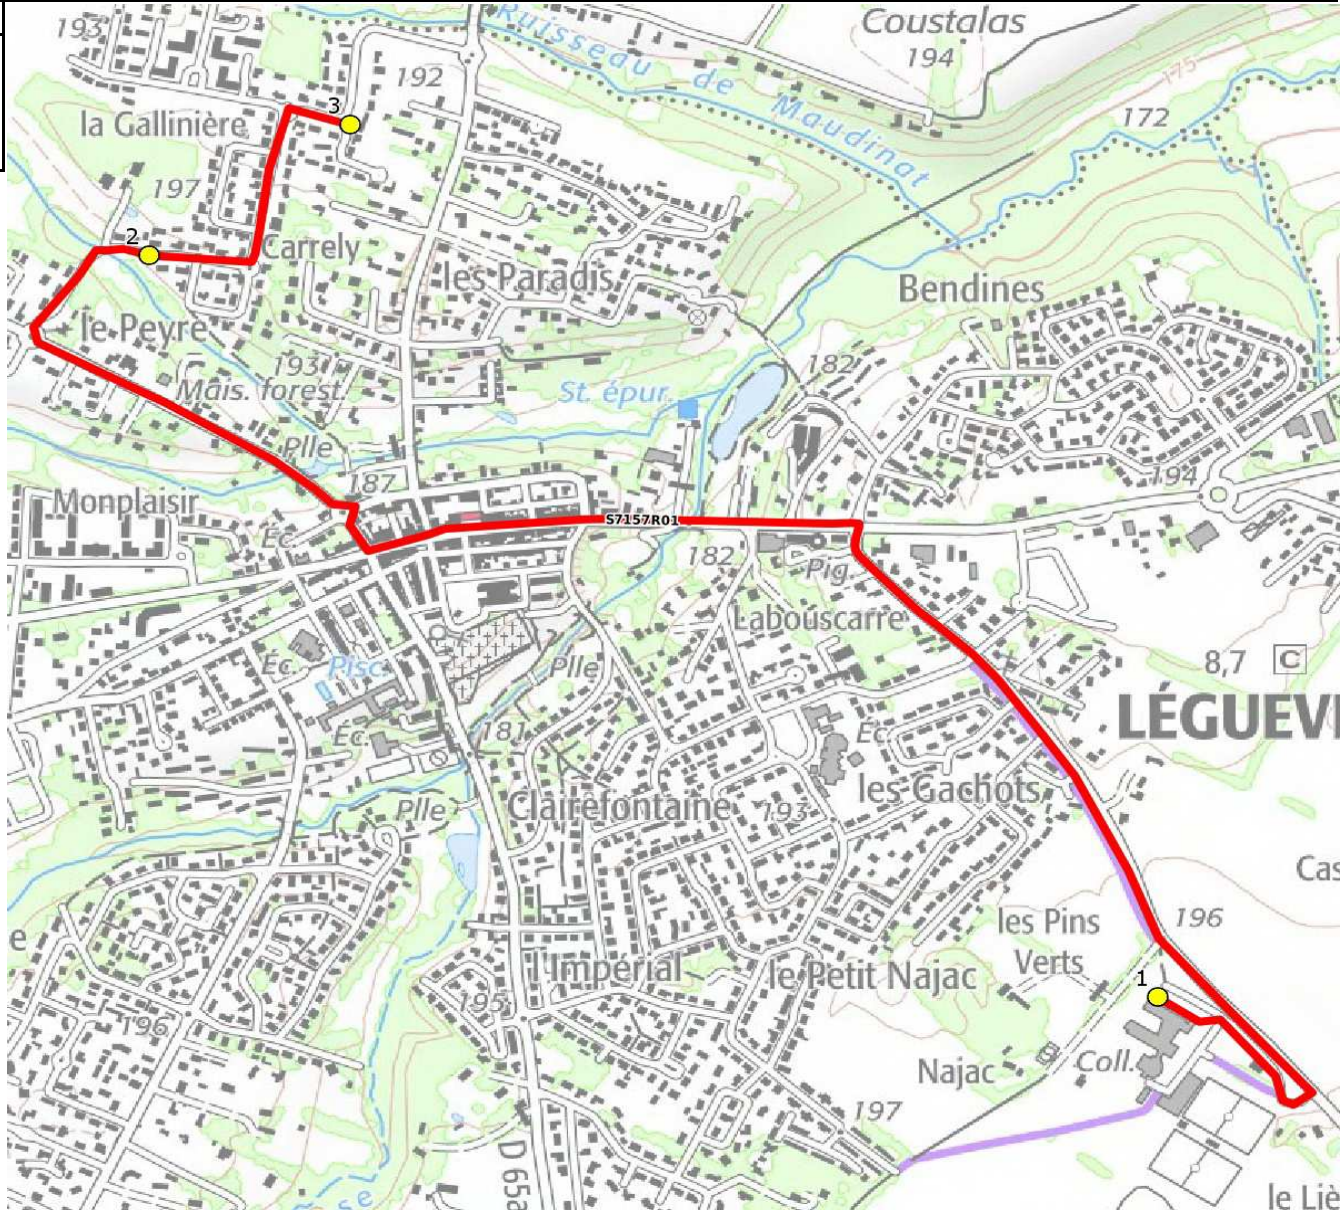 193
Coustalas
194
Ruisseau de Maudinat
175
192
3
la Gallinière
172
197
2
Carrely
les Paradis
Bendines
le Peyre
193
Mais. forest.
182
St. épur.
Plle
187
194
Monplaisir
S7157R01
Éc.
182
Pig.
Labouscarre
Éc.
Pisc.
Plle
8,7 C
LÉGUEV
181
Éc.
Éc.
les Gachots
Plle
Clairefontaine
193
Cas
e
les Pins
Verts
196
l'Impérial
le Petit Najac
1
195
196
Najac
Coll.
197
D 65a
sse
le Liè